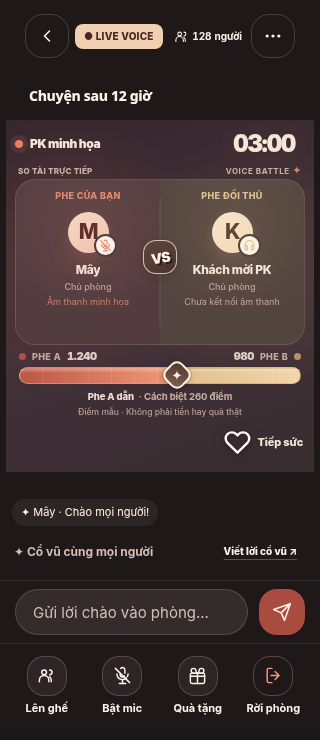 LIVE VOICE
128 người
Chuyện sau 12 giờ
PK minh họa
03:00
SO TÀI TRỰC TIẾP
VOICE BATTLE
PHE CỦA BẠN
PHE ĐỐI THỦ
M
K
VS
Mây
Khách mời PK
Chủ phòng
Chủ phòng
Âm thanh minh họa
Chưa kết nối âm thanh
PHE A 1.240
980 PHE B
Phe A dẫn · Cách biệt 260 điểm
Điểm mẫu · Không phải tiền hay quà thật
Tiếp sức
Mây · Chào mọi người!
Cổ vũ cùng mọi người
Viết lời cổ vũ ↗
Gửi lời chào vào phòng...
Lên ghế
Bật mic
Quà tặng
Rời phòng